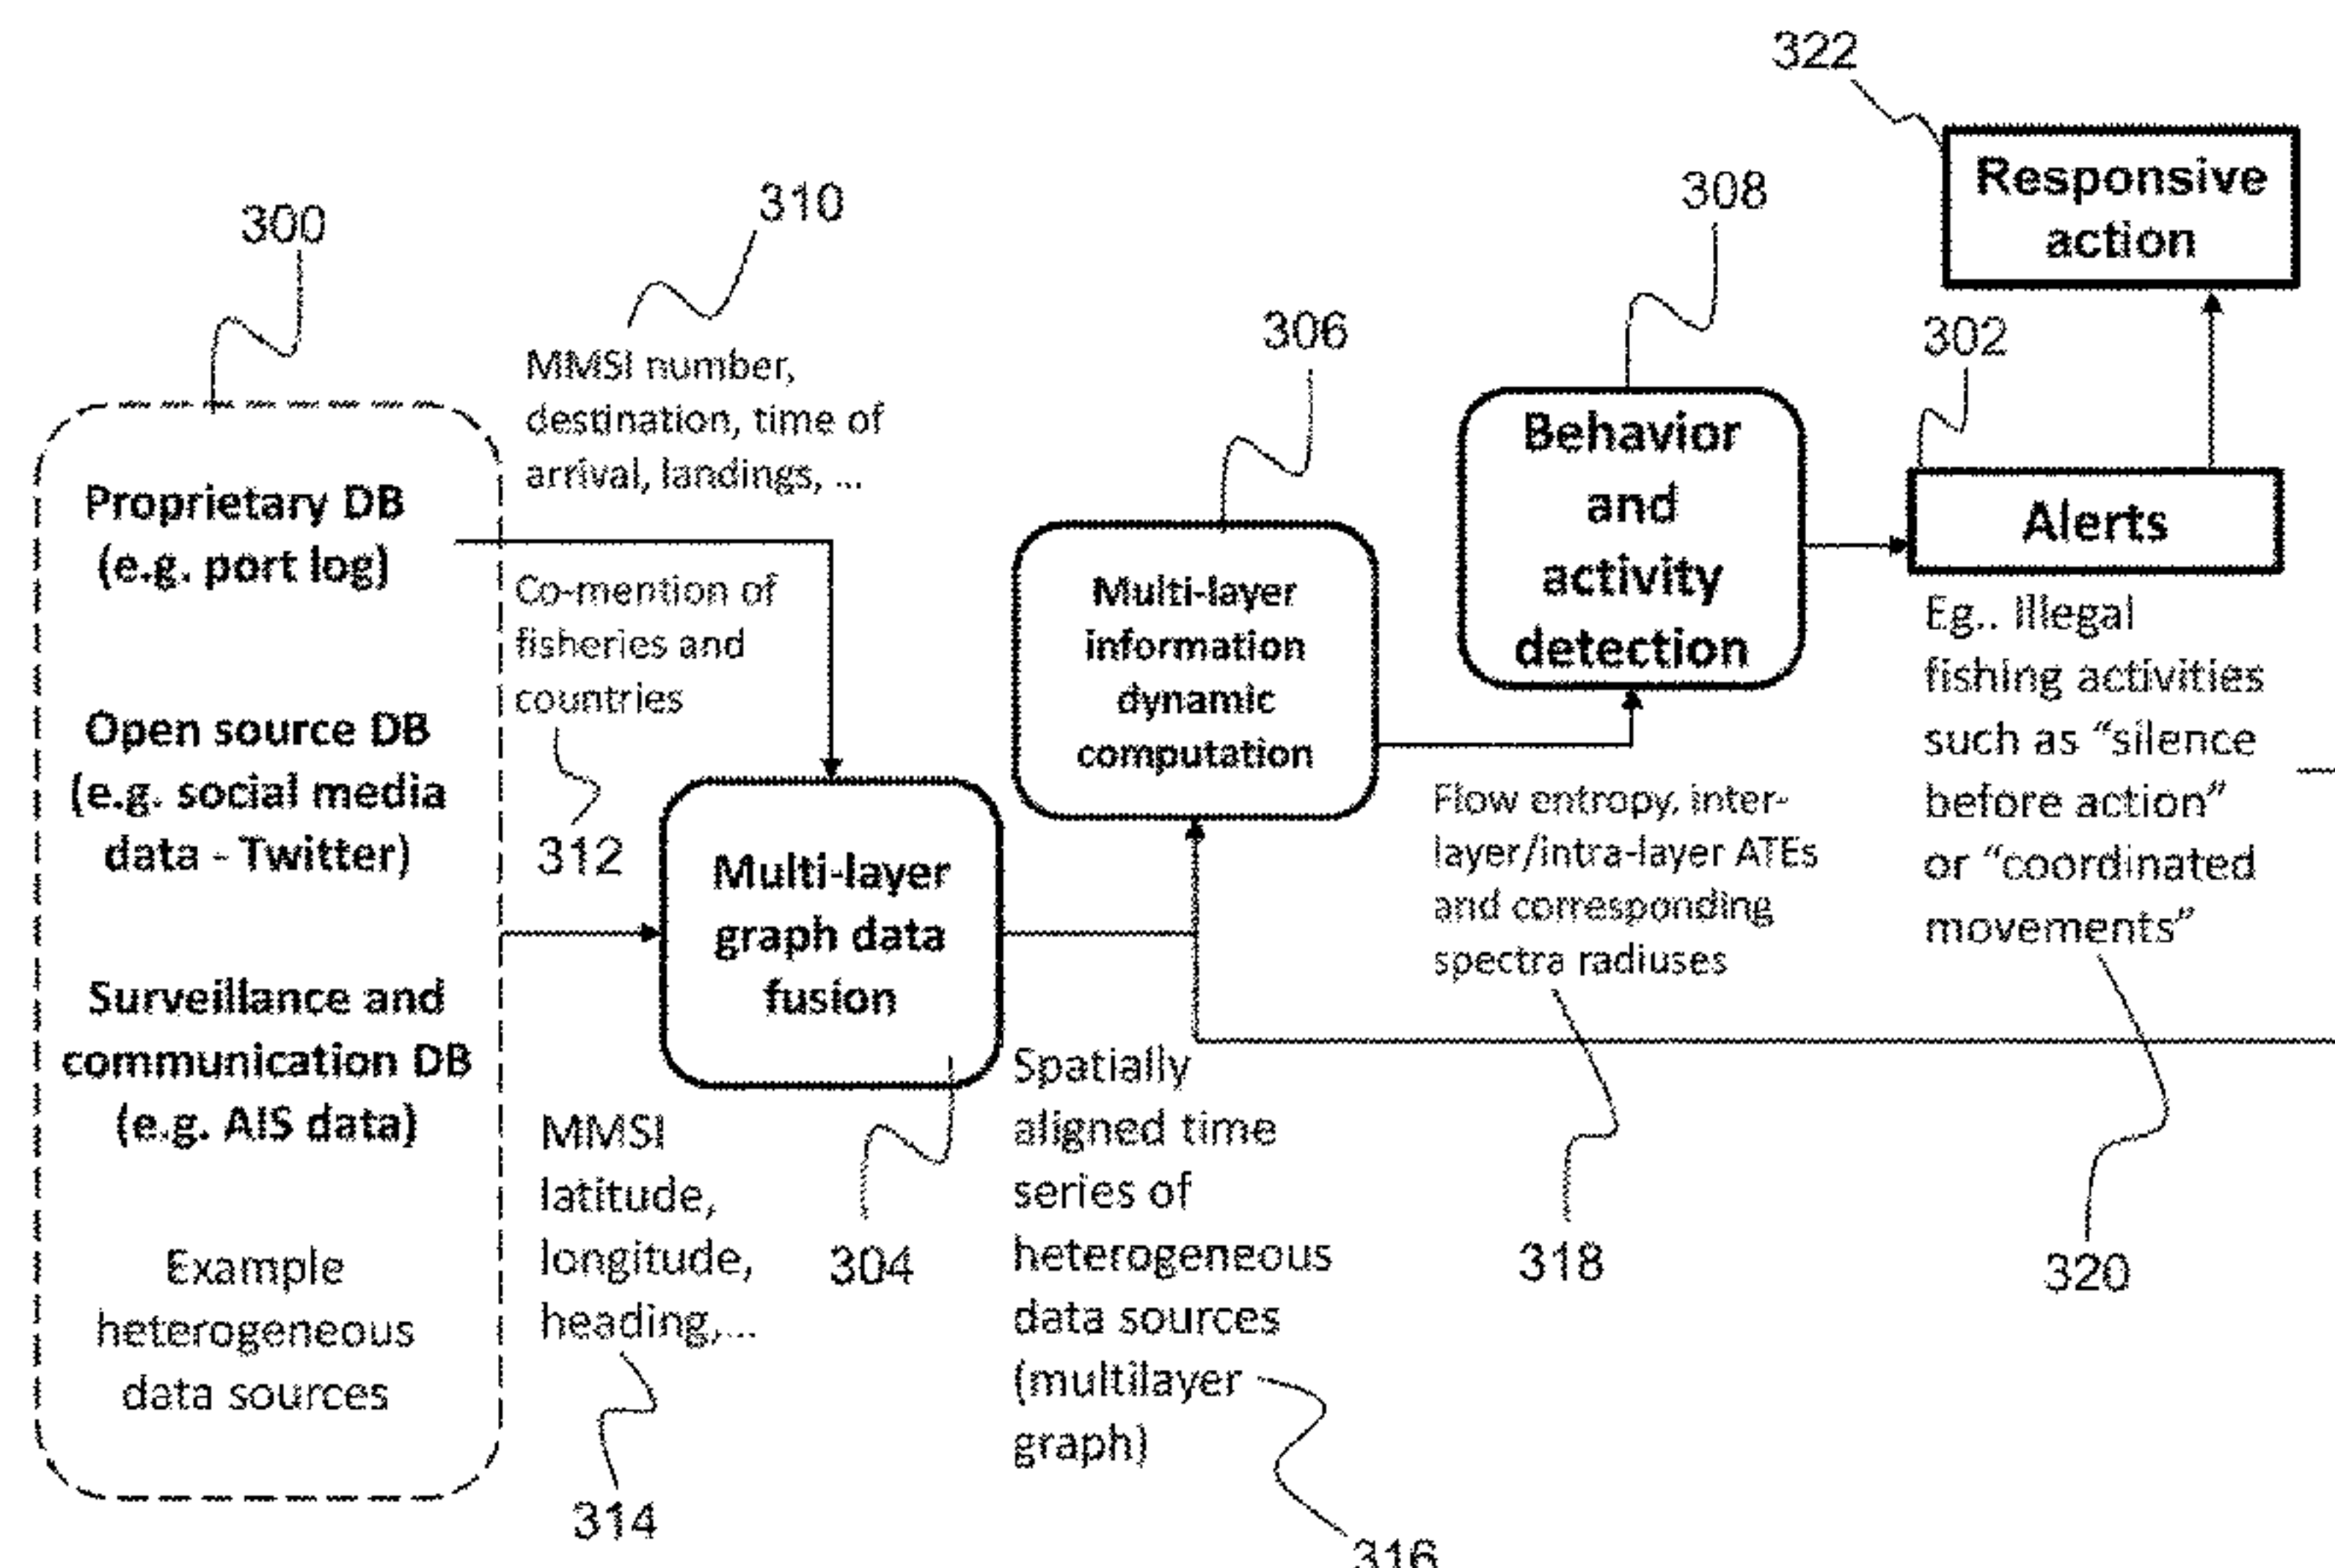 322
Responsive
action
310
308
300
302
306
MMSI number,
destination, time of
arrival, landings, ...
Proprietary DB
(e.g. port log)
Open source DB
(e.g. social media
data - Twitter)
Surveillance and
communication DB
(e.g. AIS data)
Example
heterogeneous
data sources
Co-mention of
fisheries and
countries
312
Multi-layer
graph data
fusion
304
MMSI
latitude,
longitude,
heading,...
314
Multi-layer
information
dynamic
computation
Spatially
aligned time
series of
heterogeneous
data sources
(multilayer
graph)
316
Behavior
and
activity
detection
Flow entropy, inter-
layer/intra-layer ATEs
and corresponding
spectra radiuses
318
Alerts
Eg.. Illegal
fishing activities
such as “silence
before action”
or “coordinated
movements”
320